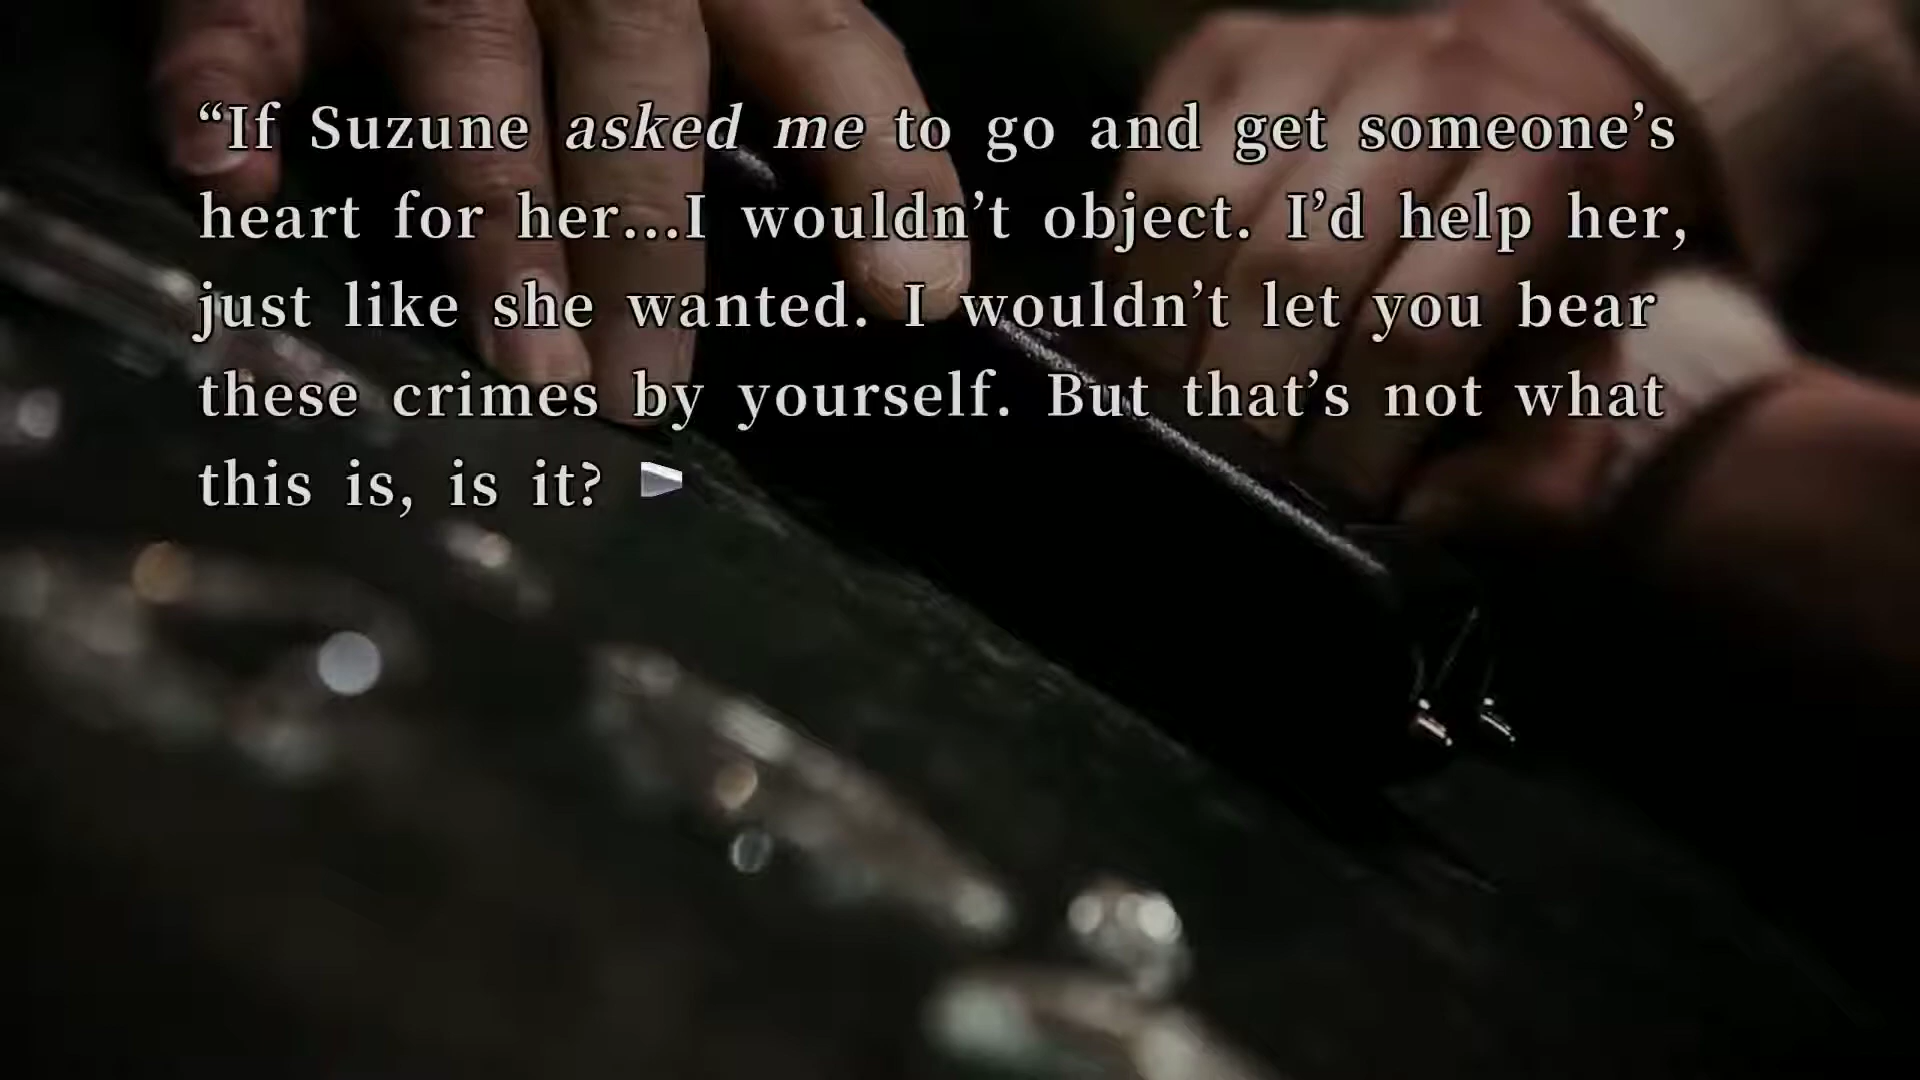 “If Suzune asked me to go and get someone’s
heart for her...I wouldn’t object. I’d help her,
just like she wanted. I wouldn’t let you bear
these crimes by yourself. But that’s not what
this is, is it?